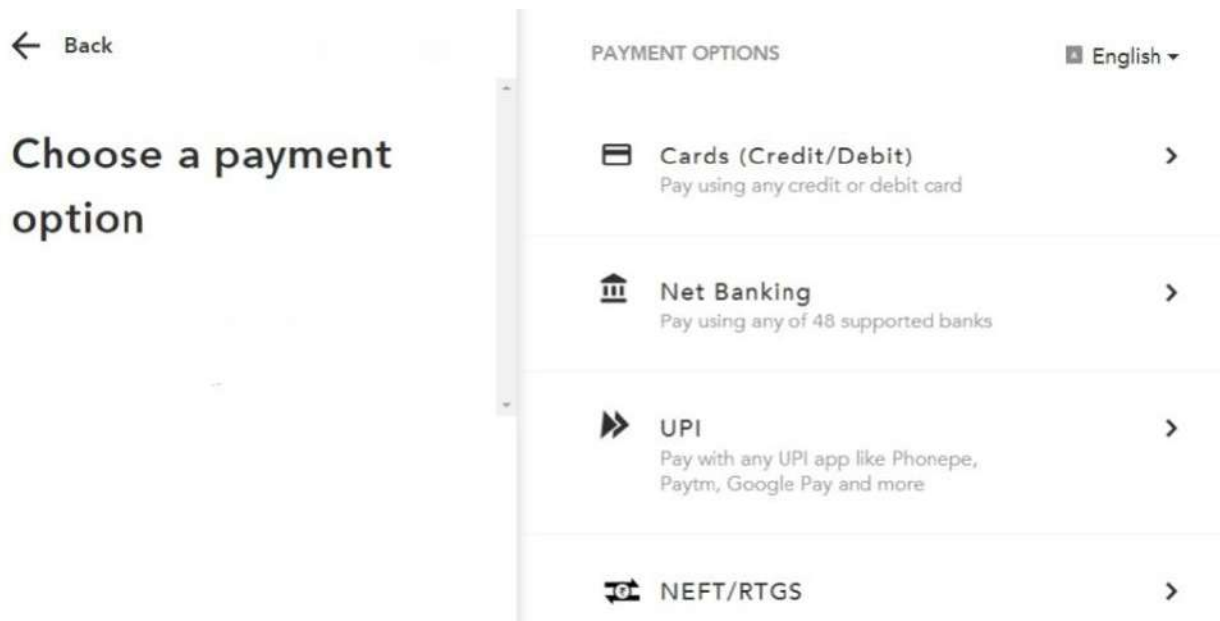 Back
Choose a payment
option
PAYMENT OPTIONS
English
Cards (Credit/Debit)
Pay using any credit or debit card
Net Banking
Pay using any of 48 supported banks
UPI
Pay with any UPI app like Phonepe,
Paytm, Google Pay and more
NEFT/RTGS